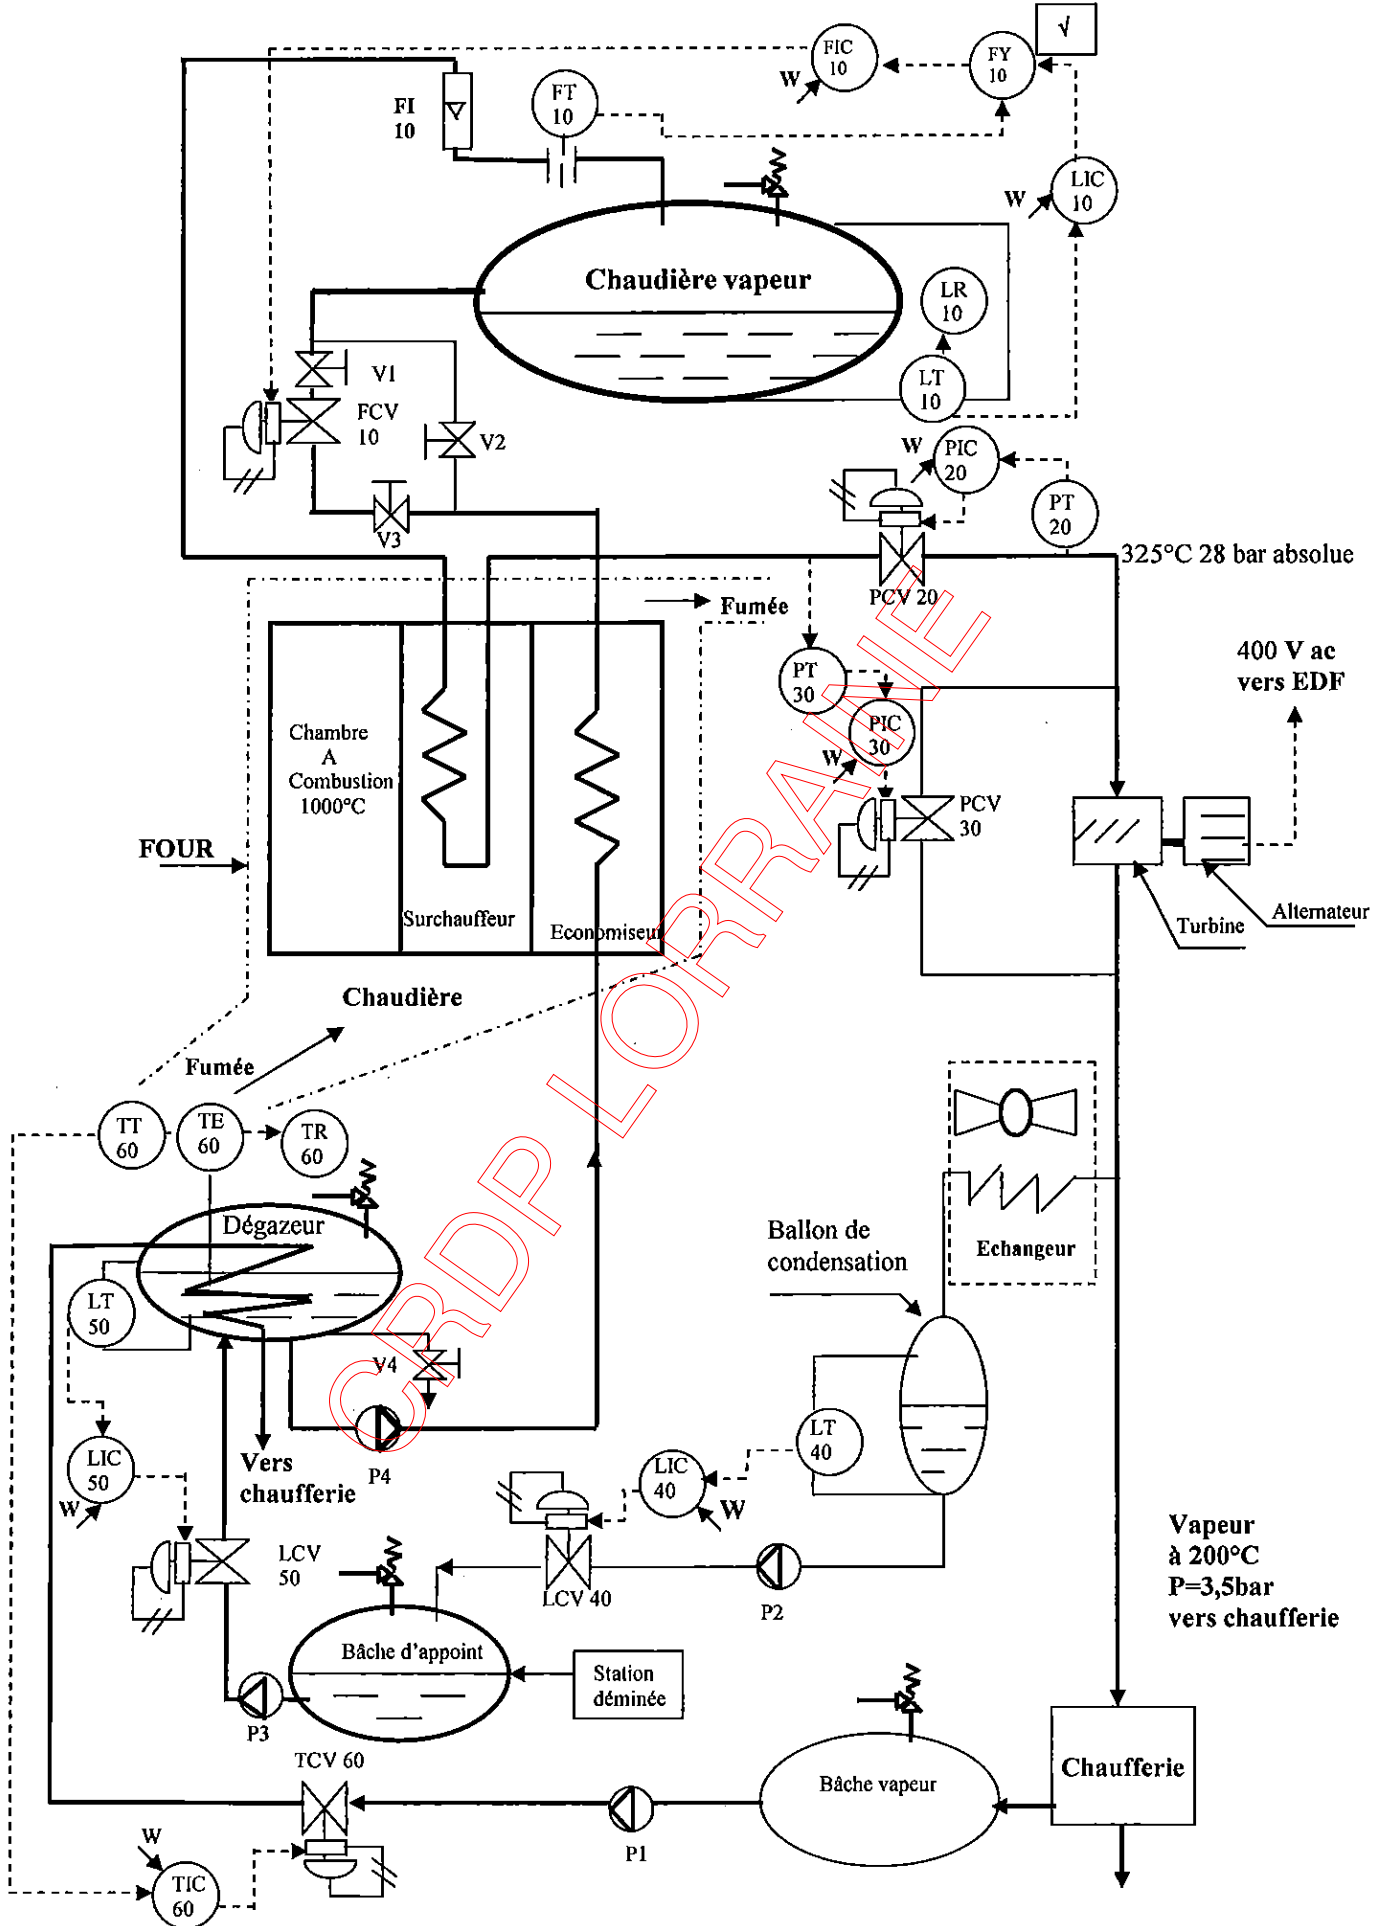 √
FIC
10
FY
10
W
FI
10
FT
10
LIC
10
W
Chaudière vapeur
LR
10
LT
10
V1
FCV
10
V2
V3
W
PIC
20
PT
20
325°C 28 bar absolue
PCV 20
Fumée
PT
30
PIC
30
W
PCV
30
400 V ac
vers EDF
Chambre
A
Combustion
1000°C
FOUR
Surchauffeur
Economiseur
Turbine
Alternateur
Chaudière
Fumée
TT
60
TE
60
TR
60
Dégazeur
LT
50
V4
Ballon de
condensation
Echangeur
LIC
50
W
Vers
chaufferie
P4
LIC
40
W
LT
40
LCV
50
LCV 40
P2
Vapeur
à 200°C
P=3,5bar
vers chaufferie
Bâche d'appoint
Station
déminée
P3
TCV 60
Bâche vapeur
Chaufferie
P1
W
TIC
60
CRDP LORRAINE